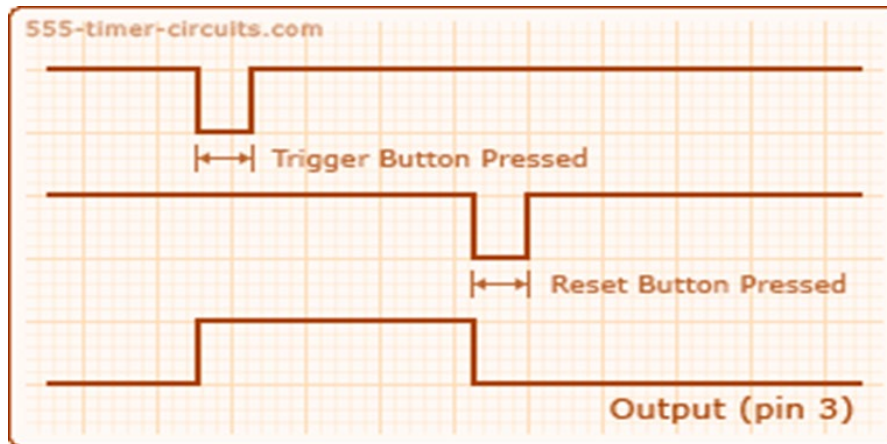 555-timer-circuits.com
Trigger Button Pressed
Reset Button Pressed
Output (pin 3)